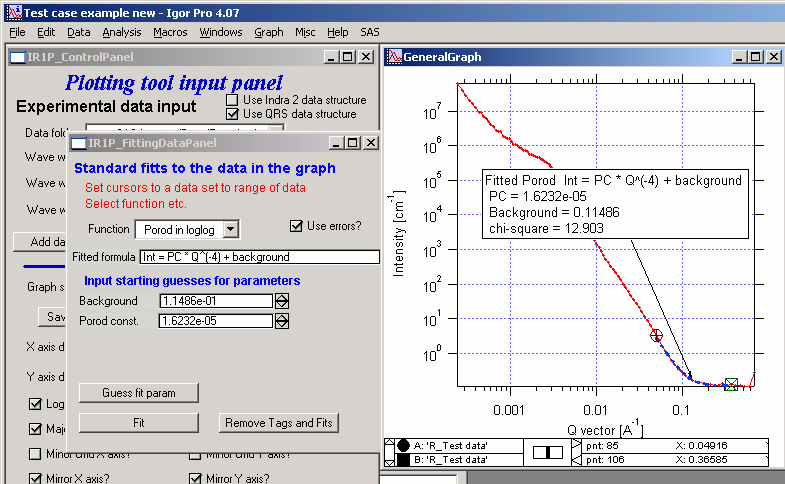 Test case example new - Igor Pro 4.07
File Edit Data Analysis Macros Windows Graph Misc Help SAS
IR1P_ControlPanel
Plotting tool input panel
Experimental data input
Use Indra 2 data structure
Use QRS data structure
Data fol
Wave w
Wave w
Wave w
Add da
Graph s
Sav
X axis d
Y axis d
Log
Maj
Minor Grid X axis?
Minor Grid Y axis?
Mirror X axis?
Mirror Y axis?
IR1P_FittingDataPanel
Standard fitts to the data in the graph
Set cursors to a data set to range of data
Select function etc.
Function Porod in loglog
Use errors?
Fitted formula Int = PC * Q^(-4) + background
Input starting guesses for parameters
Background 1.1486e-01
Porod const. 1.6232e-05
Guess fit param
Fit
Remove Tags and Fits
GeneralGraph
Intensity [cm-1]
10^7
10^6
10^5
10^4
10^3
10^2
10^1
10^0
Fitted Porod Int = PC * Q^(-4) + background
PC = 1.6232e-05
Background = 0.11486
chi-square = 12.903
0.001 0.01 0.1
Q vector [A-1]
A: 'R_Test data' pnt: 85 X: 0.04916
B: 'R_Test data' pnt: 106 X: 0.36585